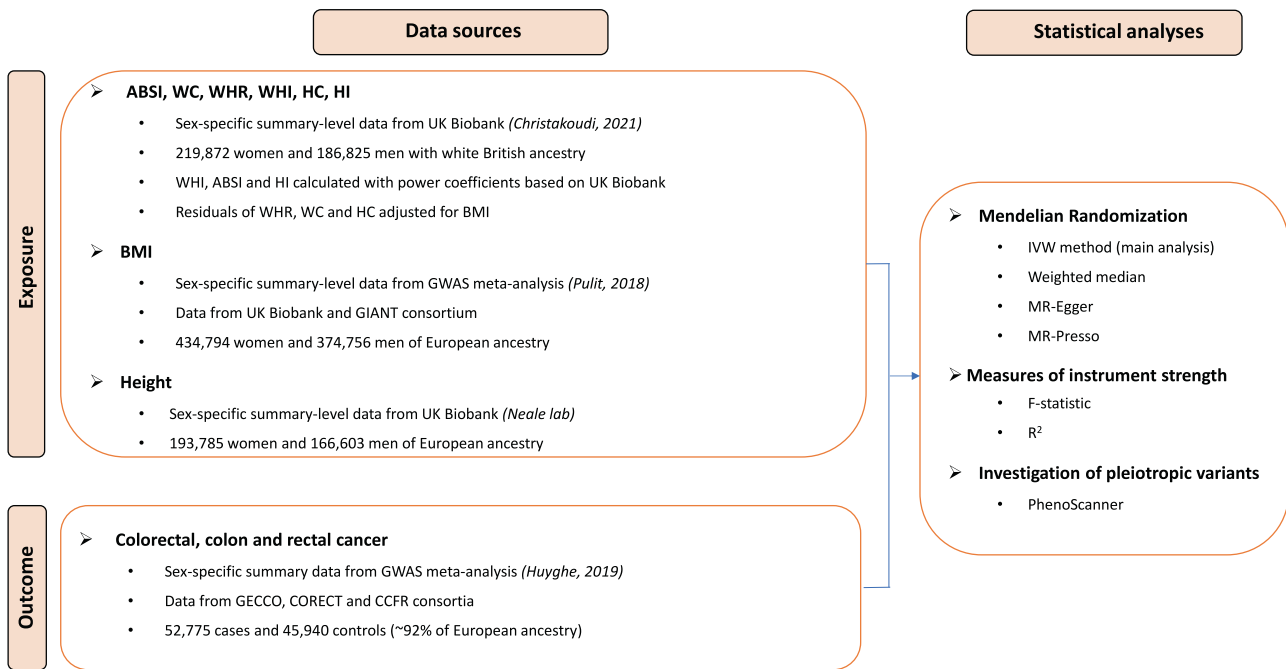 Data sources
Statistical analyses
Exposure
➢ ABSI, WC, WHR, WHI, HC, HI
• Sex-specific summary-level data from UK Biobank (Christakoudi, 2021)
• 219,872 women and 186,825 men with white British ancestry
• WHI, ABSI and HI calculated with power coefficients based on UK Biobank
• Residuals of WHR, WC and HC adjusted for BMI
➢ BMI
• Sex-specific summary-level data from GWAS meta-analysis (Pulit, 2018)
• Data from UK Biobank and GIANT consortium
• 434,794 women and 374,756 men of European ancestry
➢ Height
• Sex-specific summary-level data from UK Biobank (Neale lab)
• 193,785 women and 166,603 men of European ancestry
Outcome
➢ Colorectal, colon and rectal cancer
• Sex-specific summary data from GWAS meta-analysis (Huyghe, 2019)
• Data from GECCO, CORECT and CCFR consortia
• 52,775 cases and 45,940 controls (~92% of European ancestry)
➢ Mendelian Randomization
• IVW method (main analysis)
• Weighted median
• MR-Egger
• MR-Presso
➢ Measures of instrument strength
• F-statistic
• R²
➢ Investigation of pleiotropic variants
• PhenoScanner